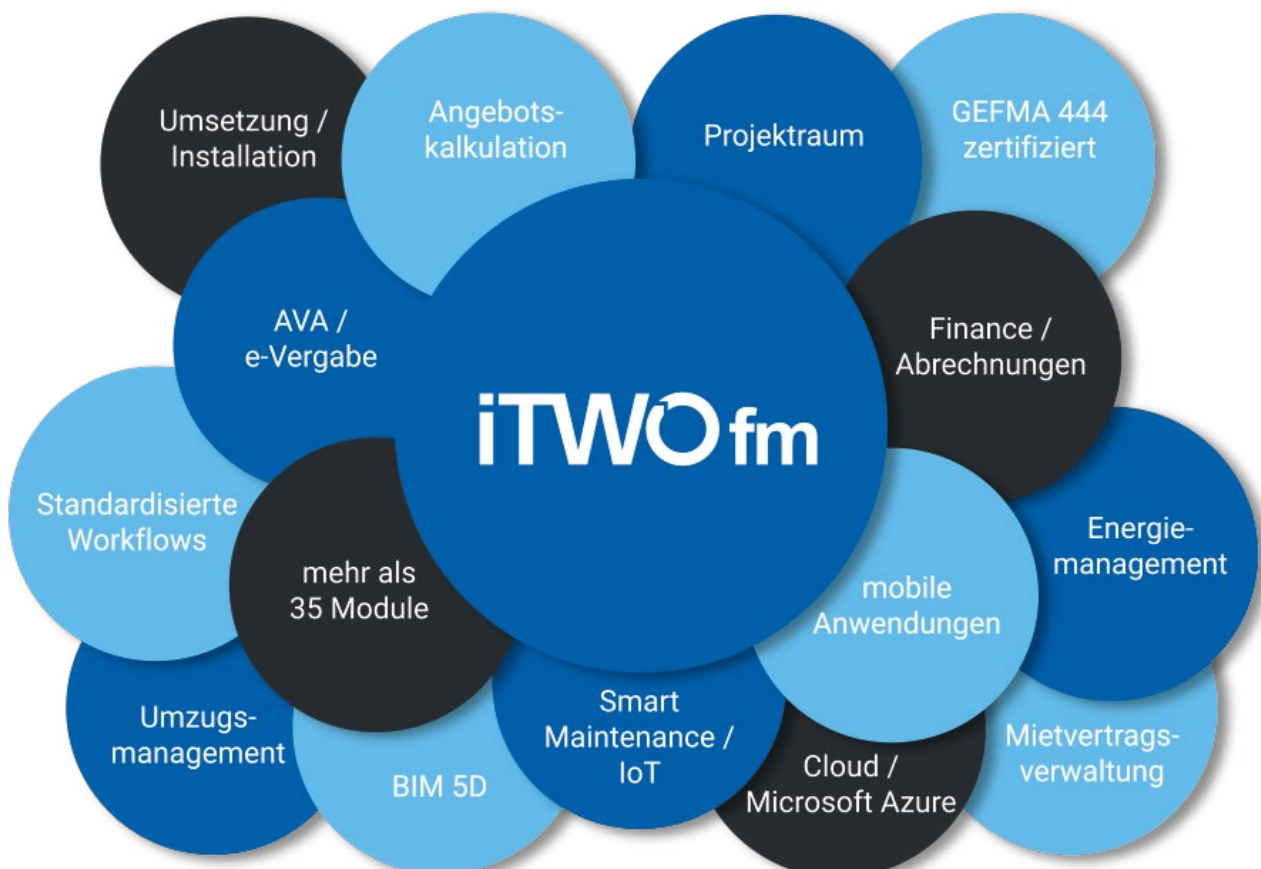 Umsetzung /
Installation
Angebots-
kalkulation
Projektraum
GEFMA 444
zertifiziert
AVA /
e-Vergabe
Finance /
Abrechnungen
iTWO fm
Standardisierte
Workflows
mehr als
35 Module
mobile
Anwendungen
Energie-
management
Umzugs-
management
BIM 5D
Smart
Maintenance /
IoT
Cloud /
Microsoft Azure
Mietvertrags-
verwaltung